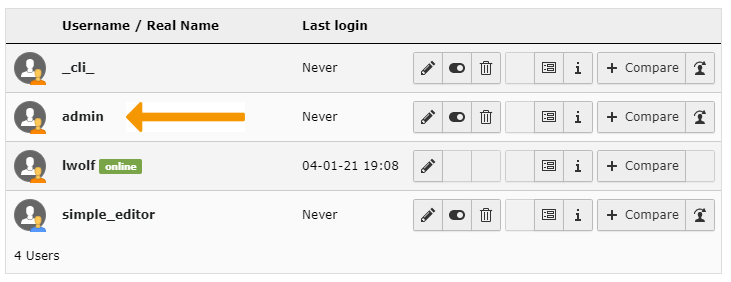 Username / Real Name Last login
_cli_ Never + Compare
admin Never + Compare
lwolf online 04-01-21 19:08 + Compare
simple_editor Never + Compare
4 Users